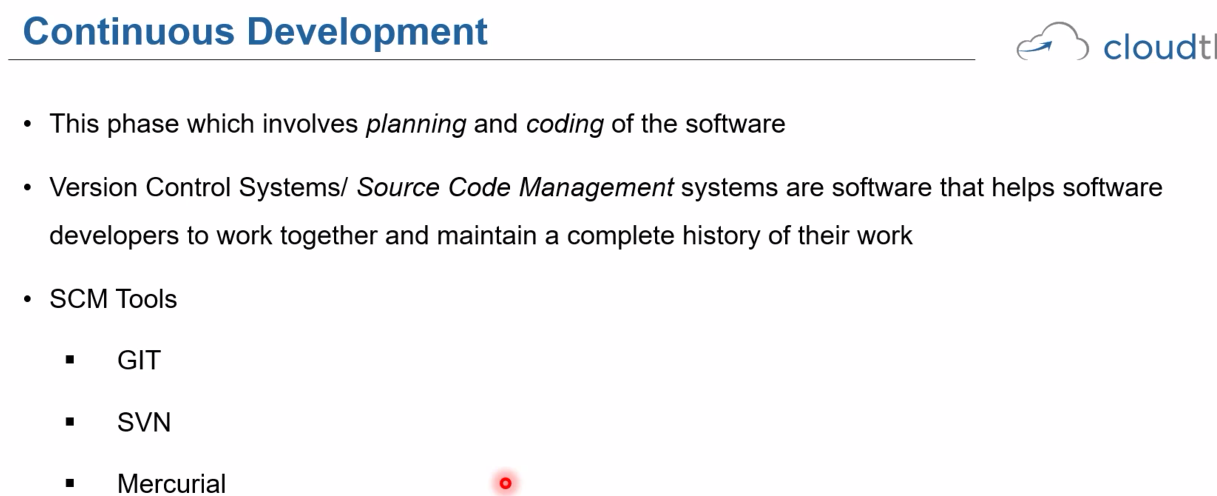 Continuous Development
• This phase which involves planning and coding of the software
• Version Control Systems/ Source Code Management systems are software that helps software
developers to work together and maintain a complete history of their work
• SCM Tools
▪ GIT
▪ SVN
▪ Mercurial